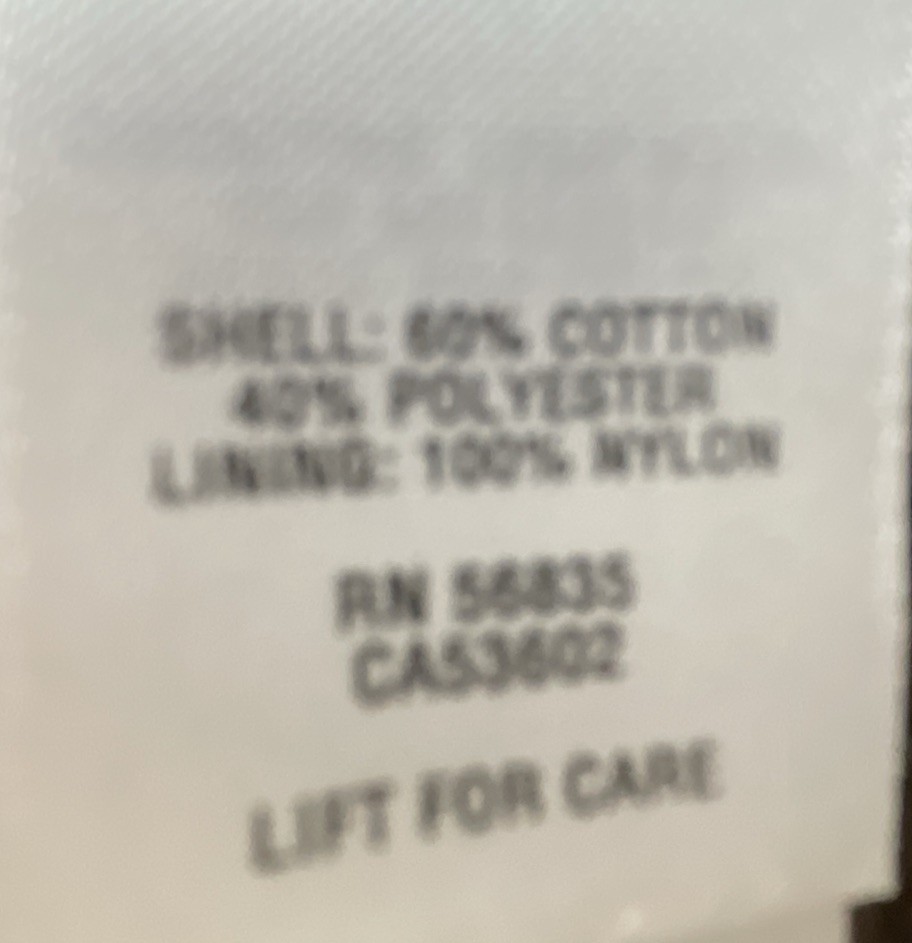 SHELL: 60% COTTON
40% POLYESTER
LINING: 100% NYLON
RN 56835
CA53602
LIFT FOR CARE